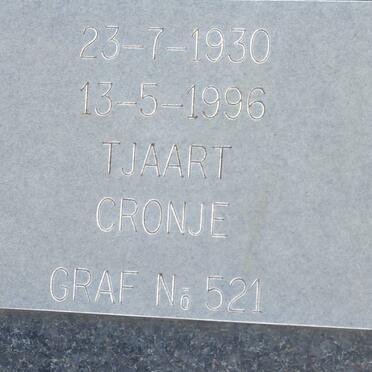 23-7-1930
13-5-1996
TJAART
CRONJE
GRAF No 521